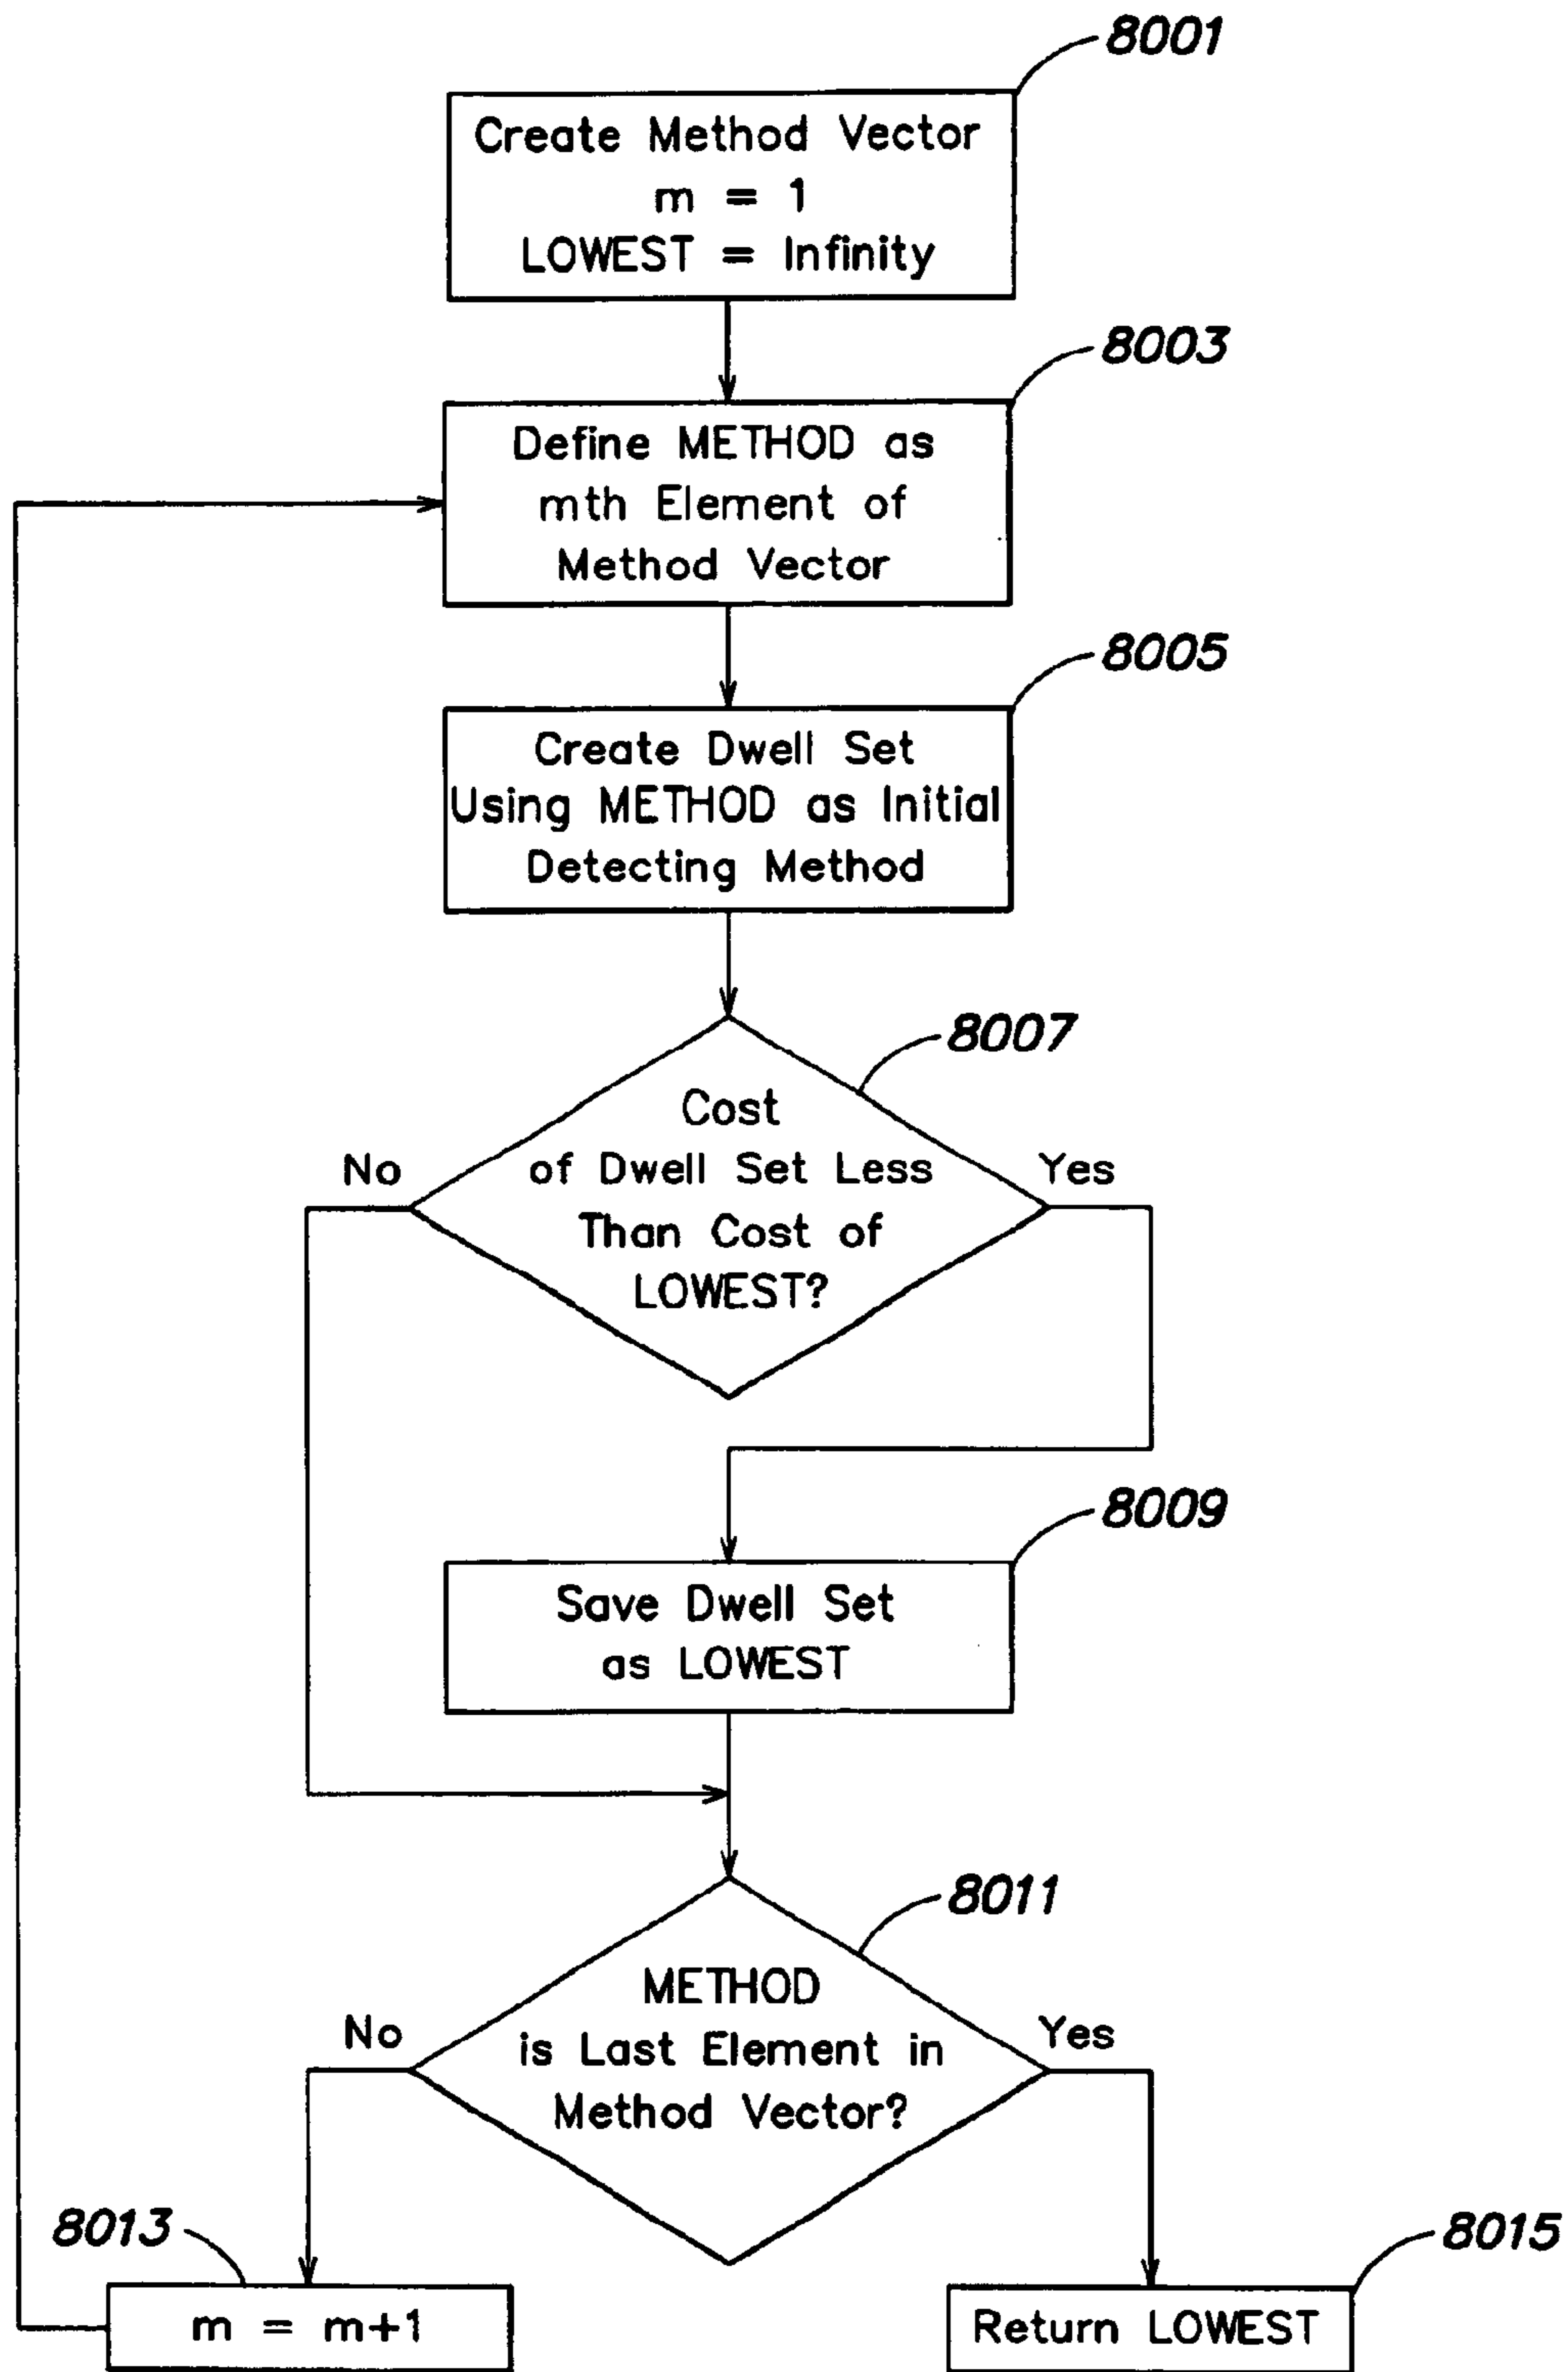 8001
Create Method Vector
m = 1
LOWEST = Infinity
8003
Define METHOD as
mth Element of
Method Vector
8005
Create Dwell Set
Using METHOD as Initial
Detecting Method
8007
Cost
of Dwell Set Less
Than Cost of
LOWEST?
No
Yes
8009
Save Dwell Set
as LOWEST
8011
METHOD
is Last Element in
Method Vector?
No
Yes
8013
m = m+1
8015
Return LOWEST